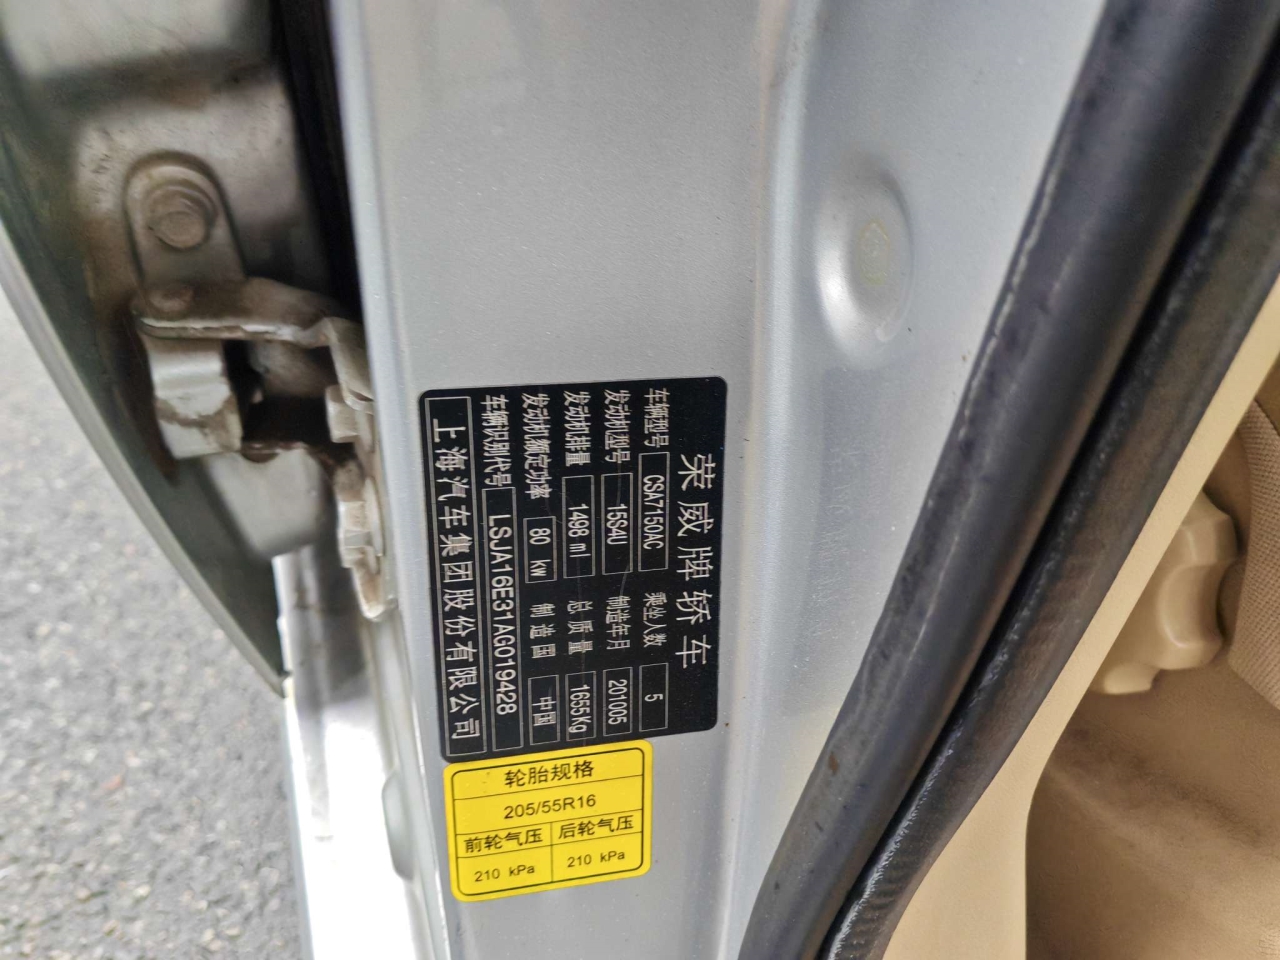 荣威牌轿车
车辆型号 CSA7150AC 乘坐人数 5
发动机型号 15S4U 制造年月 201005
发动机排量 1498 ml 总质量 1655Kg
发动机额定功率 80 kw 制造国 中国
车辆识别代号 LSJA16E31AG019428
上海汽车集团股份有限公司
轮胎规格
205/55R16
前轮气压 后轮气压
210 kPa 210 kPa